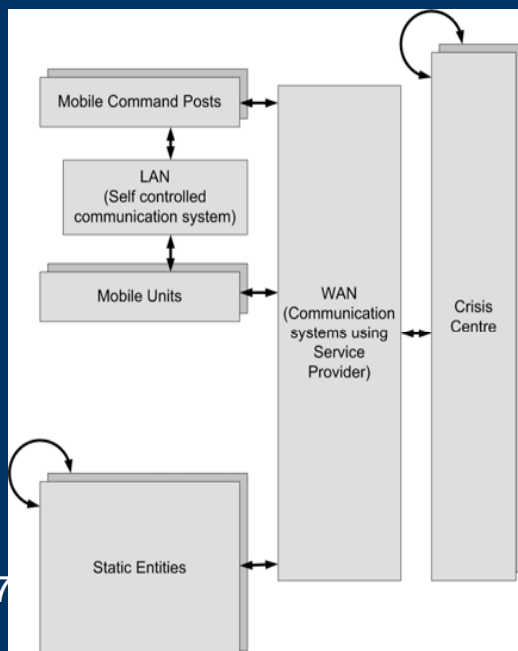 Mobile Command Posts
LAN
(Self controlled
communication system)
Mobile Units
WAN
(Communication
systems using
Service
Provider)
Crisis
Centre
Static Entities
7